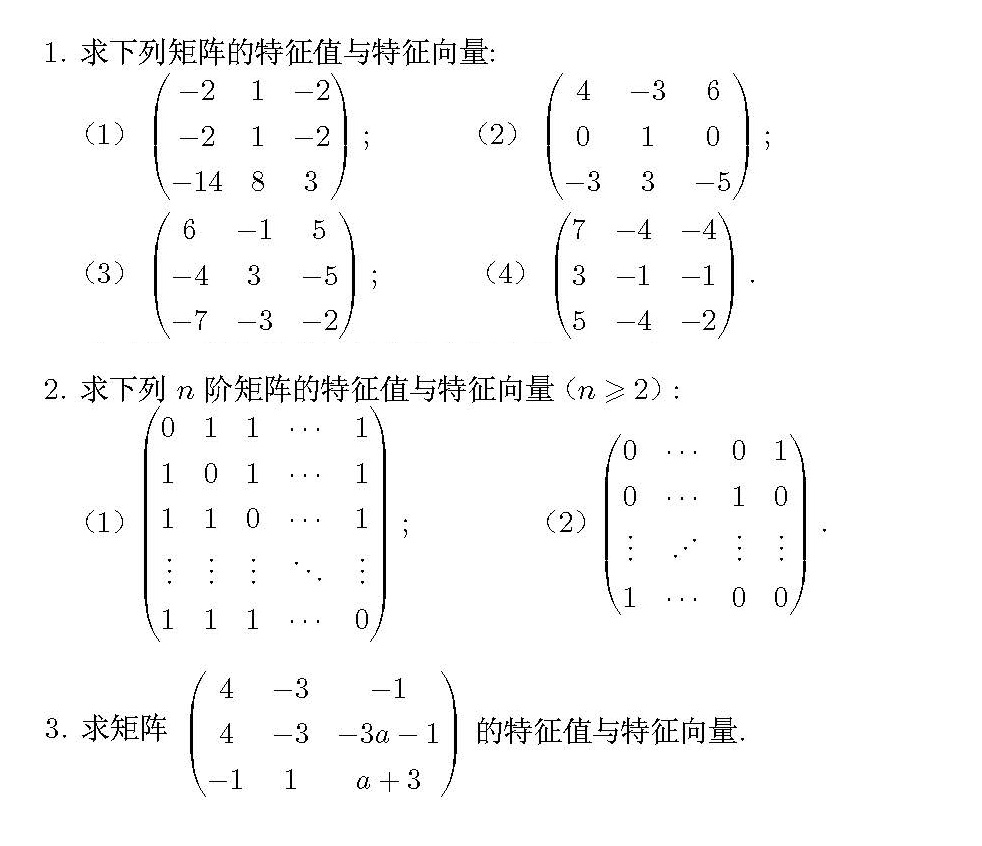 1. 求下列矩阵的特征值与特征向量:
(1) $\begin{pmatrix} -2 & 1 & -2 \\ -2 & 1 & -2 \\ -14 & 8 & 3 \end{pmatrix}$; (2) $\begin{pmatrix} 4 & -3 & 6 \\ 0 & 1 & 0 \\ -3 & 3 & -5 \end{pmatrix}$;
(3) $\begin{pmatrix} 6 & -1 & 5 \\ -4 & 3 & -5 \\ -7 & -3 & -2 \end{pmatrix}$; (4) $\begin{pmatrix} 7 & -4 & -4 \\ 3 & -1 & -1 \\ 5 & -4 & -2 \end{pmatrix}$.
2. 求下列 $n$ 阶矩阵的特征值与特征向量 ($n \geqslant 2$) :
(1) $\begin{pmatrix} 0 & 1 & 1 & \cdots & 1 \\ 1 & 0 & 1 & \cdots & 1 \\ 1 & 1 & 0 & \cdots & 1 \\ \vdots & \vdots & \vdots & \ddots & \vdots \\ 1 & 1 & 1 & \cdots & 0 \end{pmatrix}$; (2) $\begin{pmatrix} 0 & \cdots & 0 & 1 \\ 0 & \cdots & 1 & 0 \\ \vdots & ⋰ & \vdots & \vdots \\ 1 & \cdots & 0 & 0 \end{pmatrix}$.
3. 求矩阵 $\begin{pmatrix} 4 & -3 & -1 \\ 4 & -3 & -3a-1 \\ -1 & 1 & a+3 \end{pmatrix}$ 的特征值与特征向量.